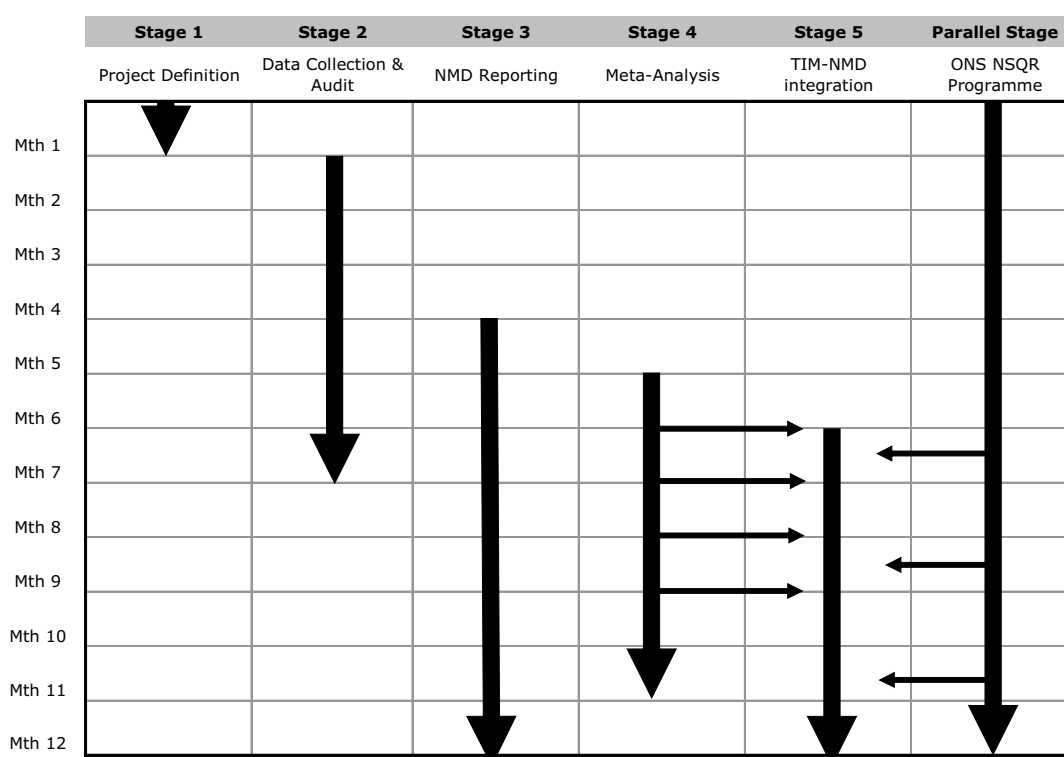 Stage 1 Stage 2 Stage 3 Stage 4 Stage 5 Parallel Stage
Project Definition
Data Collection &
Audit
NMD Reporting
Meta-Analysis
TIM-NMD
integration
ONS NSQR
Programme
Mth 1
Mth 2
Mth 3
Mth 4
Mth 5
Mth 6
Mth 7
Mth 8
Mth 9
Mth 10
Mth 11
Mth 12